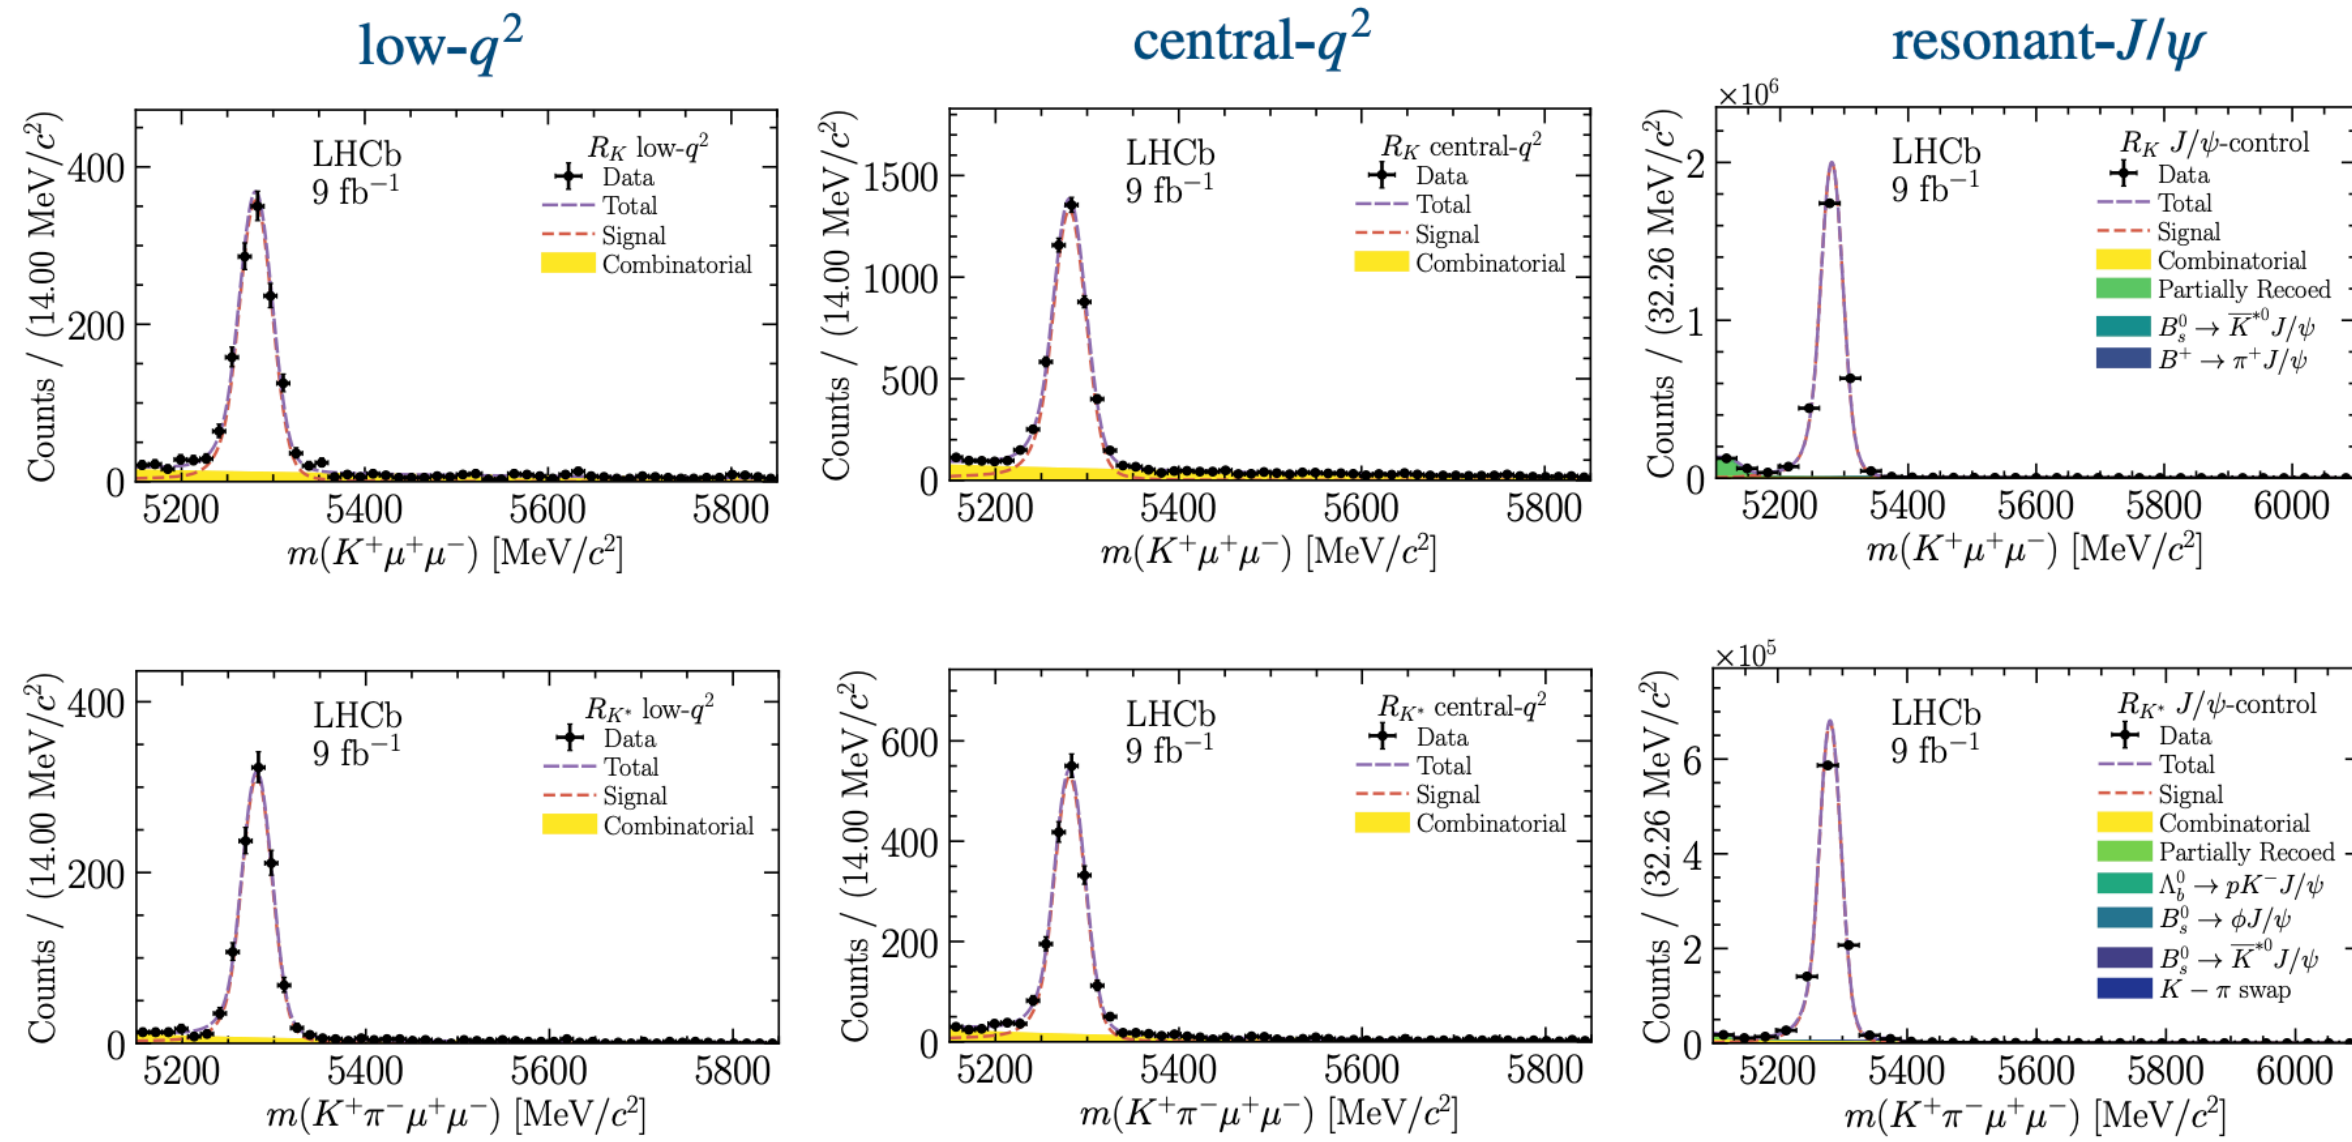 low-q²
central-q²
resonant-J/ψ
Counts / (14.00 MeV/c²)
400
200
0
LHCb
9 fb⁻¹
R_K low-q²
Data
Total
Signal
Combinatorial
5200 5400 5600 5800
m(K⁺μ⁺μ⁻) [MeV/c²]
Counts / (14.00 MeV/c²)
1500
1000
500
0
LHCb
9 fb⁻¹
R_K central-q²
Data
Total
Signal
Combinatorial
5200 5400 5600 5800
m(K⁺μ⁺μ⁻) [MeV/c²]
×10⁶
Counts / (32.26 MeV/c²)
2
1
0
LHCb
9 fb⁻¹
R_K J/ψ-control
Data
Total
Signal
Combinatorial
Partially Recoed
B⁰_s → K̅*⁰J/ψ
B⁺ → π⁺J/ψ
5200 5400 5600 5800 6000
m(K⁺μ⁺μ⁻) [MeV/c²]
Counts / (14.00 MeV/c²)
400
200
0
LHCb
9 fb⁻¹
R_K* low-q²
Data
Total
Signal
Combinatorial
5200 5400 5600 5800
m(K⁺π⁻μ⁺μ⁻) [MeV/c²]
Counts / (14.00 MeV/c²)
600
400
200
0
LHCb
9 fb⁻¹
R_K* central-q²
Data
Total
Signal
Combinatorial
5200 5400 5600 5800
m(K⁺π⁻μ⁺μ⁻) [MeV/c²]
×10⁵
Counts / (32.26 MeV/c²)
6
4
2
0
LHCb
9 fb⁻¹
R_K* J/ψ-control
Data
Total
Signal
Combinatorial
Partially Recoed
Λ⁰_b → pK⁻J/ψ
B⁰_s → ϕJ/ψ
B⁰_s → K̅*⁰J/ψ
K − π swap
5200 5400 5600 5800 6000
m(K⁺π⁻μ⁺μ⁻) [MeV/c²]